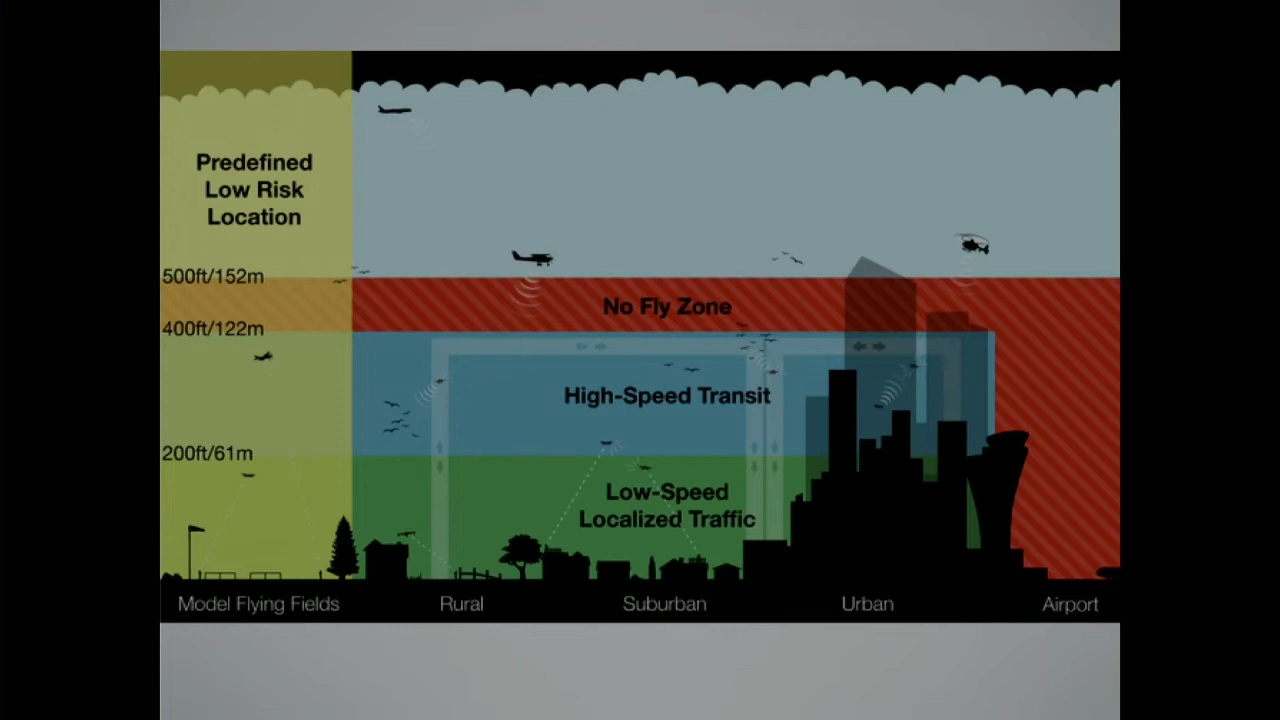 Predefined
Low Risk
Location
500ft/152m
No Fly Zone
400ft/122m
High-Speed Transit
200ft/61m
Low-Speed
Localized Traffic
Model Flying Fields
Rural
Suburban
Urban
Airport